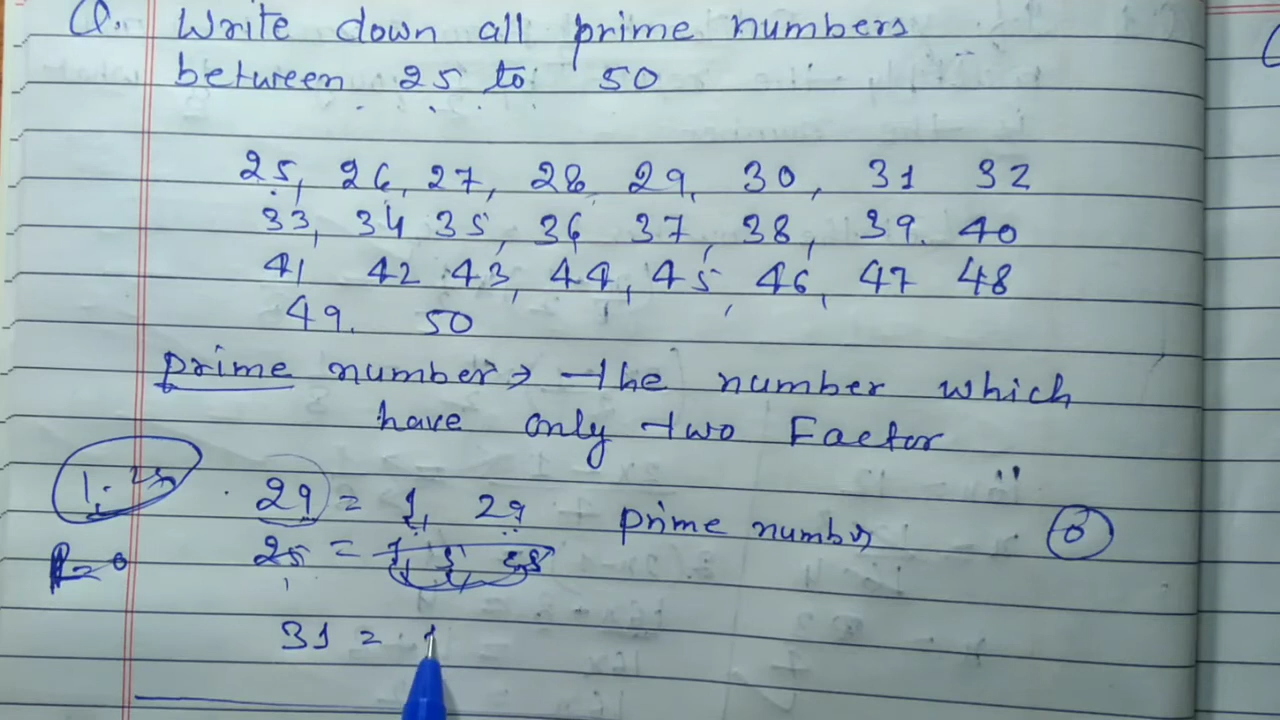 Q. Write down all prime numbers
between 25 to 50
25, 26, 27, 28 29, 30, 31 32
33, 34 35, 36 37, 38, 39. 40
41 42 43, 44, 45, 46, 47 48
49. 50
prime number → The number which
have only two Factor
29 = 1, 29 prime number 6
25 = 1, 5,
31 = 1